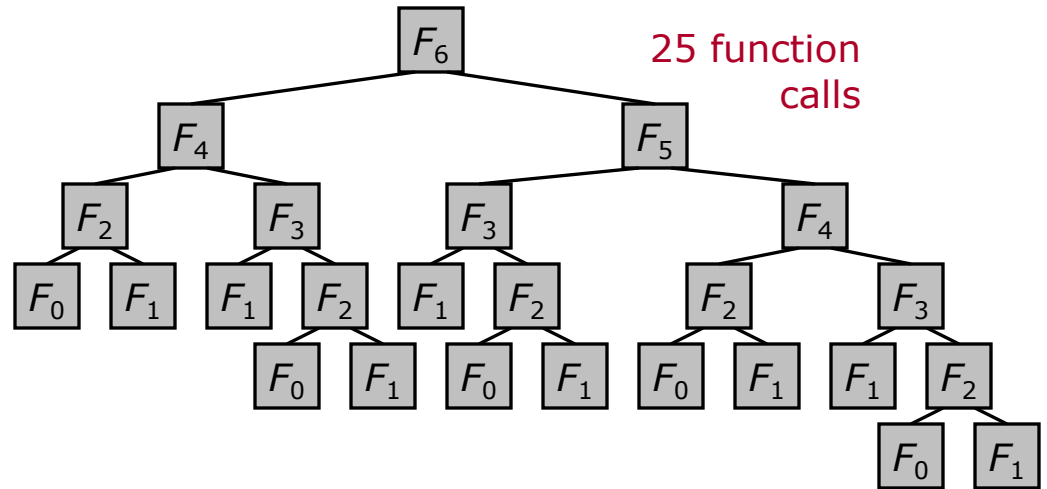 F₆
25 function
calls
F₄ F₅
F₂ F₃ F₃ F₄
F₀ F₁ F₁ F₂ F₁ F₂ F₂ F₃
F₀ F₁ F₀ F₁ F₀ F₁ F₁ F₂
F₀ F₁